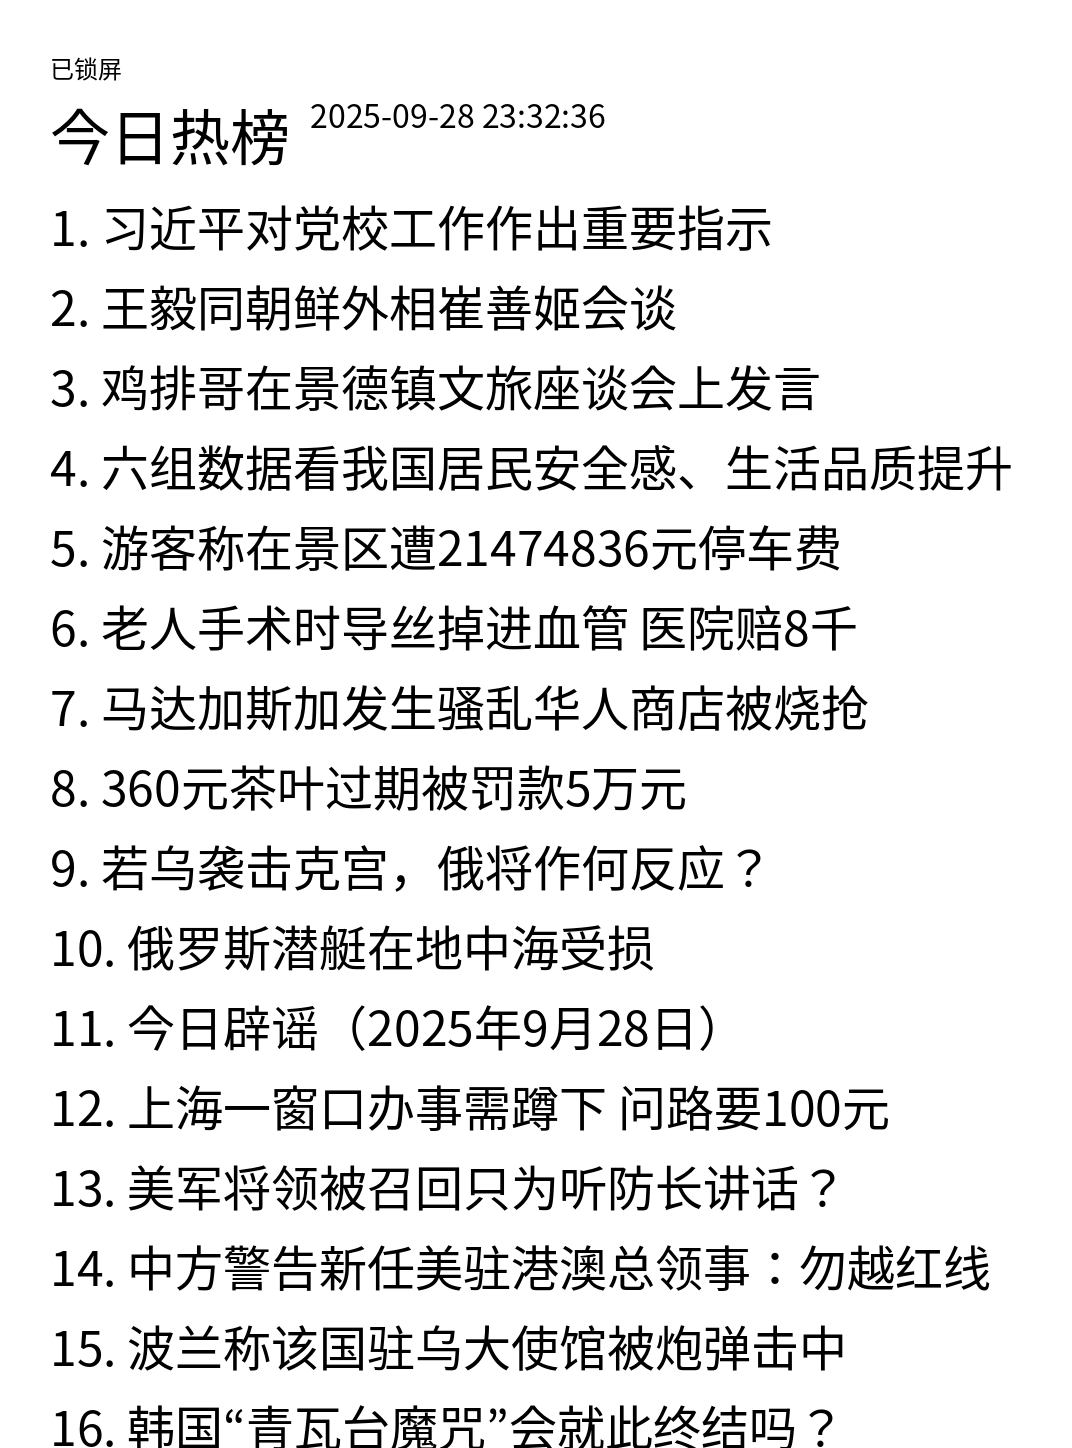 已锁屏
今日热榜 2025-09-28 23:32:36
1. 习近平对党校工作作出重要指示
2. 王毅同朝鲜外相崔善姬会谈
3. 鸡排哥在景德镇文旅座谈会上发言
4. 六组数据看我国居民安全感、生活品质提升
5. 游客称在景区遭21474836元停车费
6. 老人手术时导丝掉进血管 医院赔8千
7. 马达加斯加发生骚乱华人商店被烧抢
8. 360元茶叶过期被罚款5万元
9. 若乌袭击克宫，俄将作何反应？
10. 俄罗斯潜艇在地中海受损
11. 今日辟谣（2025年9月28日）
12. 上海一窗口办事需蹲下 问路要100元
13. 美军将领被召回只为听防长讲话？
14. 中方警告新任美驻港澳总领事：勿越红线
15. 波兰称该国驻乌大使馆被炮弹击中
16. 韩国“青瓦台魔咒”会就此终结吗？